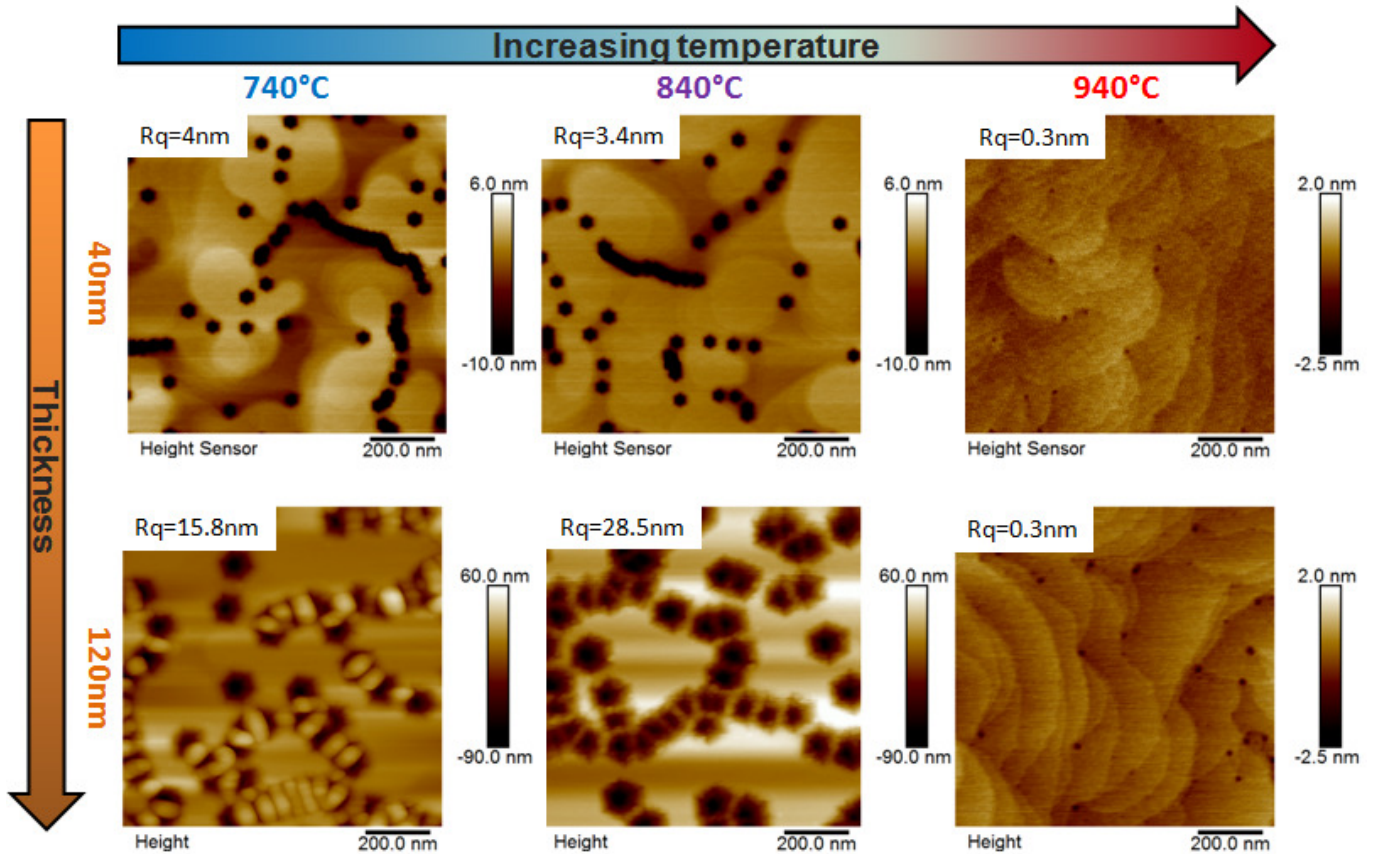 Increasing temperature
740°C
840°C
940°C
Thickness
40nm
120nm
Rq=4nm
6.0 nm
-10.0 nm
Height Sensor
200.0 nm
Rq=3.4nm
6.0 nm
-10.0 nm
Height Sensor
200.0 nm
Rq=0.3nm
2.0 nm
-2.5 nm
Height Sensor
200.0 nm
Rq=15.8nm
60.0 nm
-90.0 nm
Height
200.0 nm
Rq=28.5nm
60.0 nm
-90.0 nm
Height
200.0 nm
Rq=0.3nm
2.0 nm
-2.5 nm
Height
200.0 nm